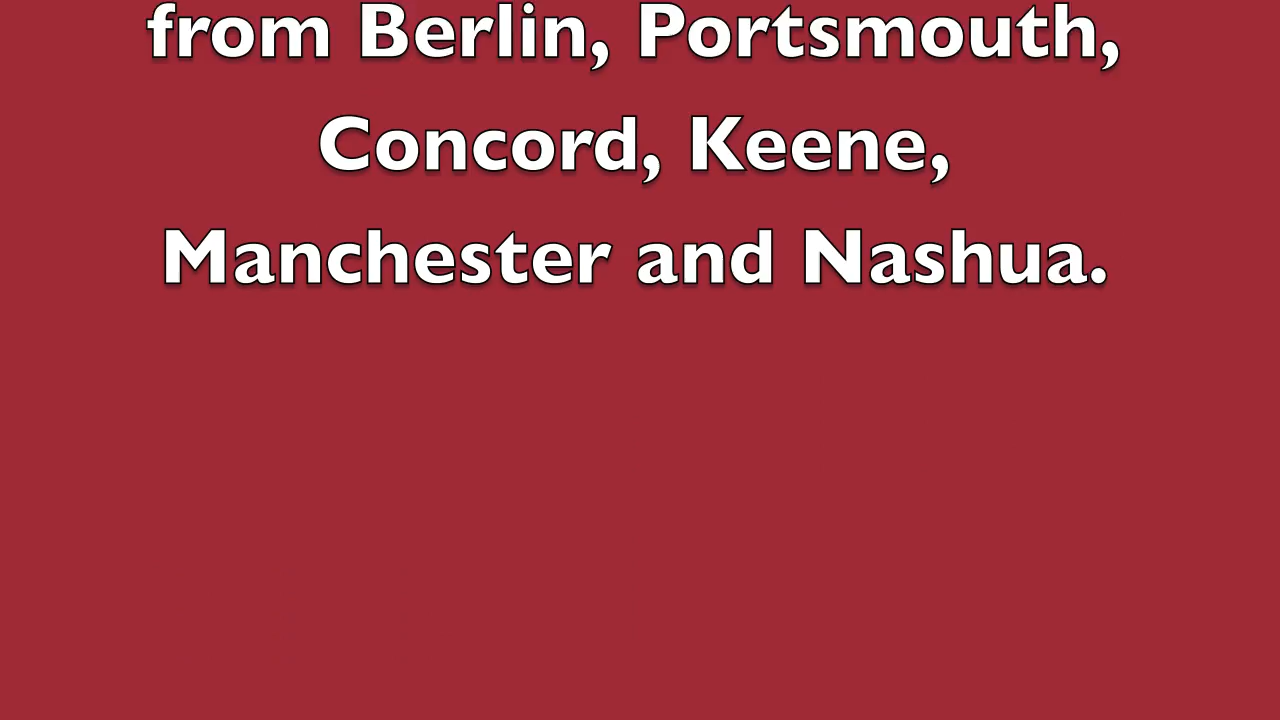 from Berlin, Portsmouth,
Concord, Keene,
Manchester and Nashua.